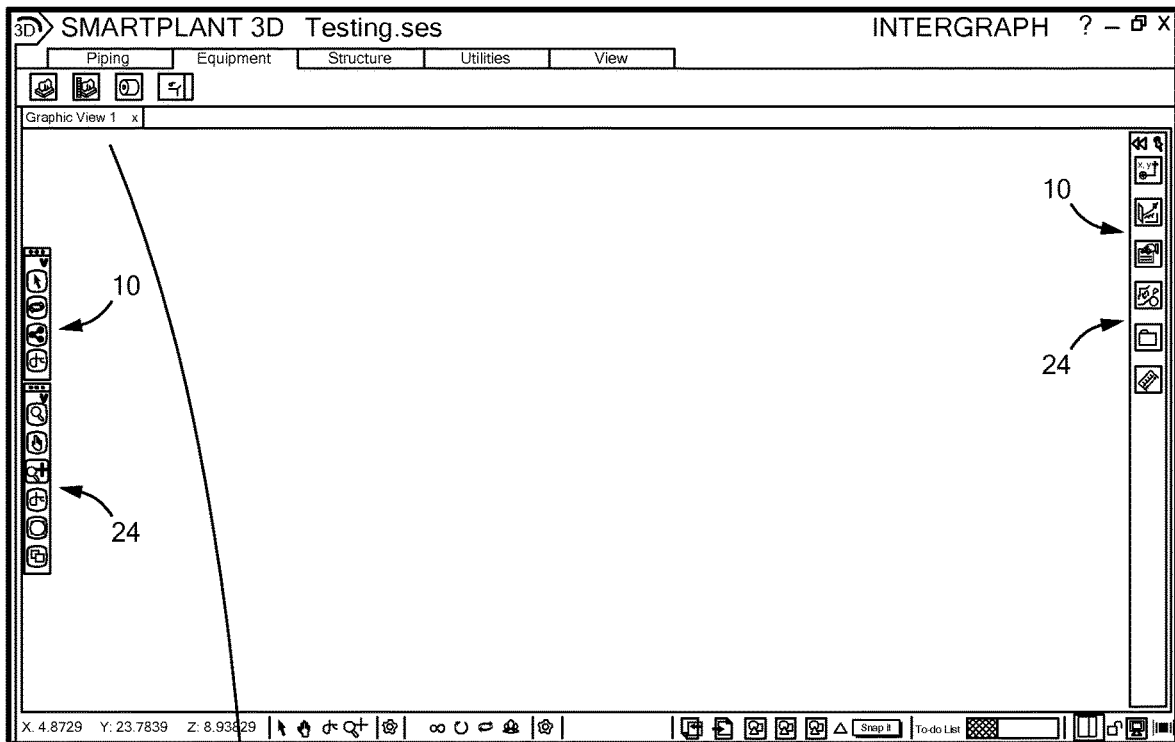 3D SMARTPLANT 3D Testing.ses INTERGRAPH ? – X
Piping Equipment Structure Utilities View
Graphic View 1 x
x, y
10
10
24
24
X. 4.8729 Y: 23.7839 Z: 8.93829 Snap It To-do List